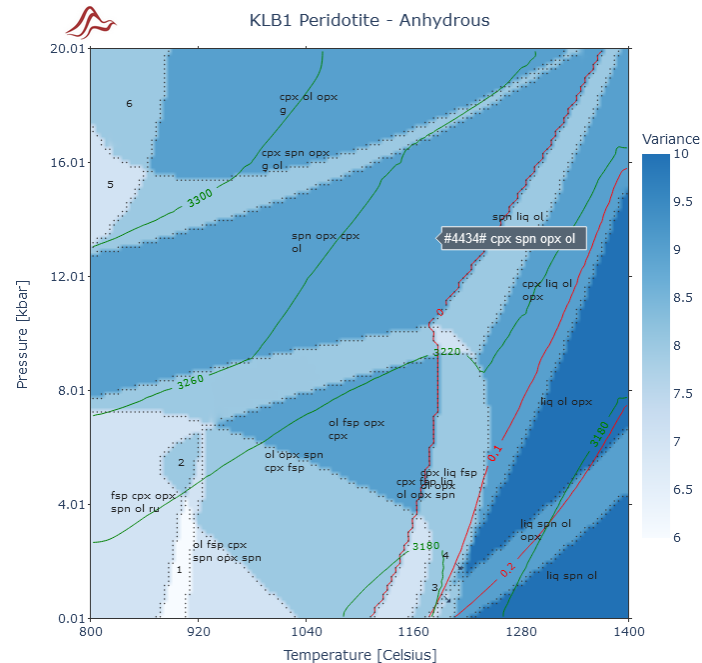 KLB1 Peridotite - Anhydrous
20.01
16.01
12.01
8.01
4.01
0.01
Pressure [kbar]
800
920
1040
1160
1280
1400
Temperature [Celsius]
Variance
10
9.5
9
8.5
8
7.5
7
6.5
6
6
5
cpx ol opx
g
cpx spn opx
g ol
3300
spn opx cpx
ol
spn liq ol
#4434# cpx spn opx ol
cpx liq ol
opx
3260
3220
0
liq ol opx
3180
ol fsp opx
cpx
0.1
2
ol opx spn
cpx fsp
cpx liq fsp
ol opx
cpx fsp liq
ol opx spn
fsp cpx opx
spn ol ru
liq spn ol
opx
ol fsp cpx
spn opx spn
3180
4
1
0.2
liq spn ol
3